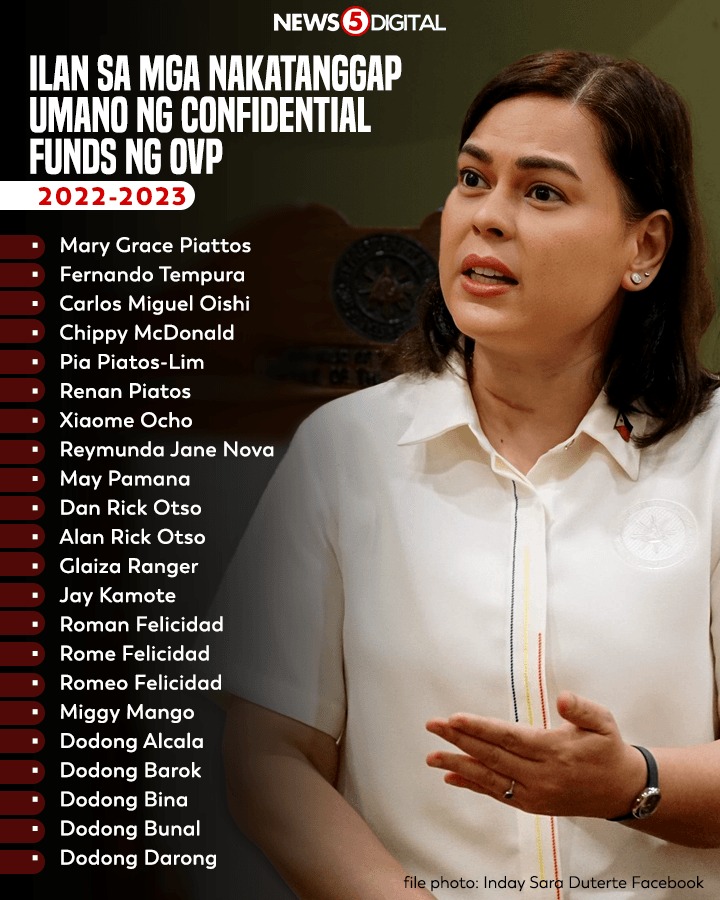 NEWS5DIGITAL
ILAN SA MGA NAKATANGGAP
UMANO NG CONFIDENTIAL
FUNDS NG OVP
2022-2023
Mary Grace Piattos
Fernando Tempura
Carlos Miguel Oishi
Chippy McDonald
Pia Piatos-Lim
Renan Piatos
Xiaome Ocho
Reymunda Jane Nova
May Pamana
Dan Rick Otso
Alan Rick Otso
Glaiza Ranger
Jay Kamote
Roman Felicidad
Rome Felicidad
Romeo Felicidad
Miggy Mango
Dodong Alcala
Dodong Barok
Dodong Bina
Dodong Bunal
Dodong Darong
file photo: Inday Sara Duterte Facebook